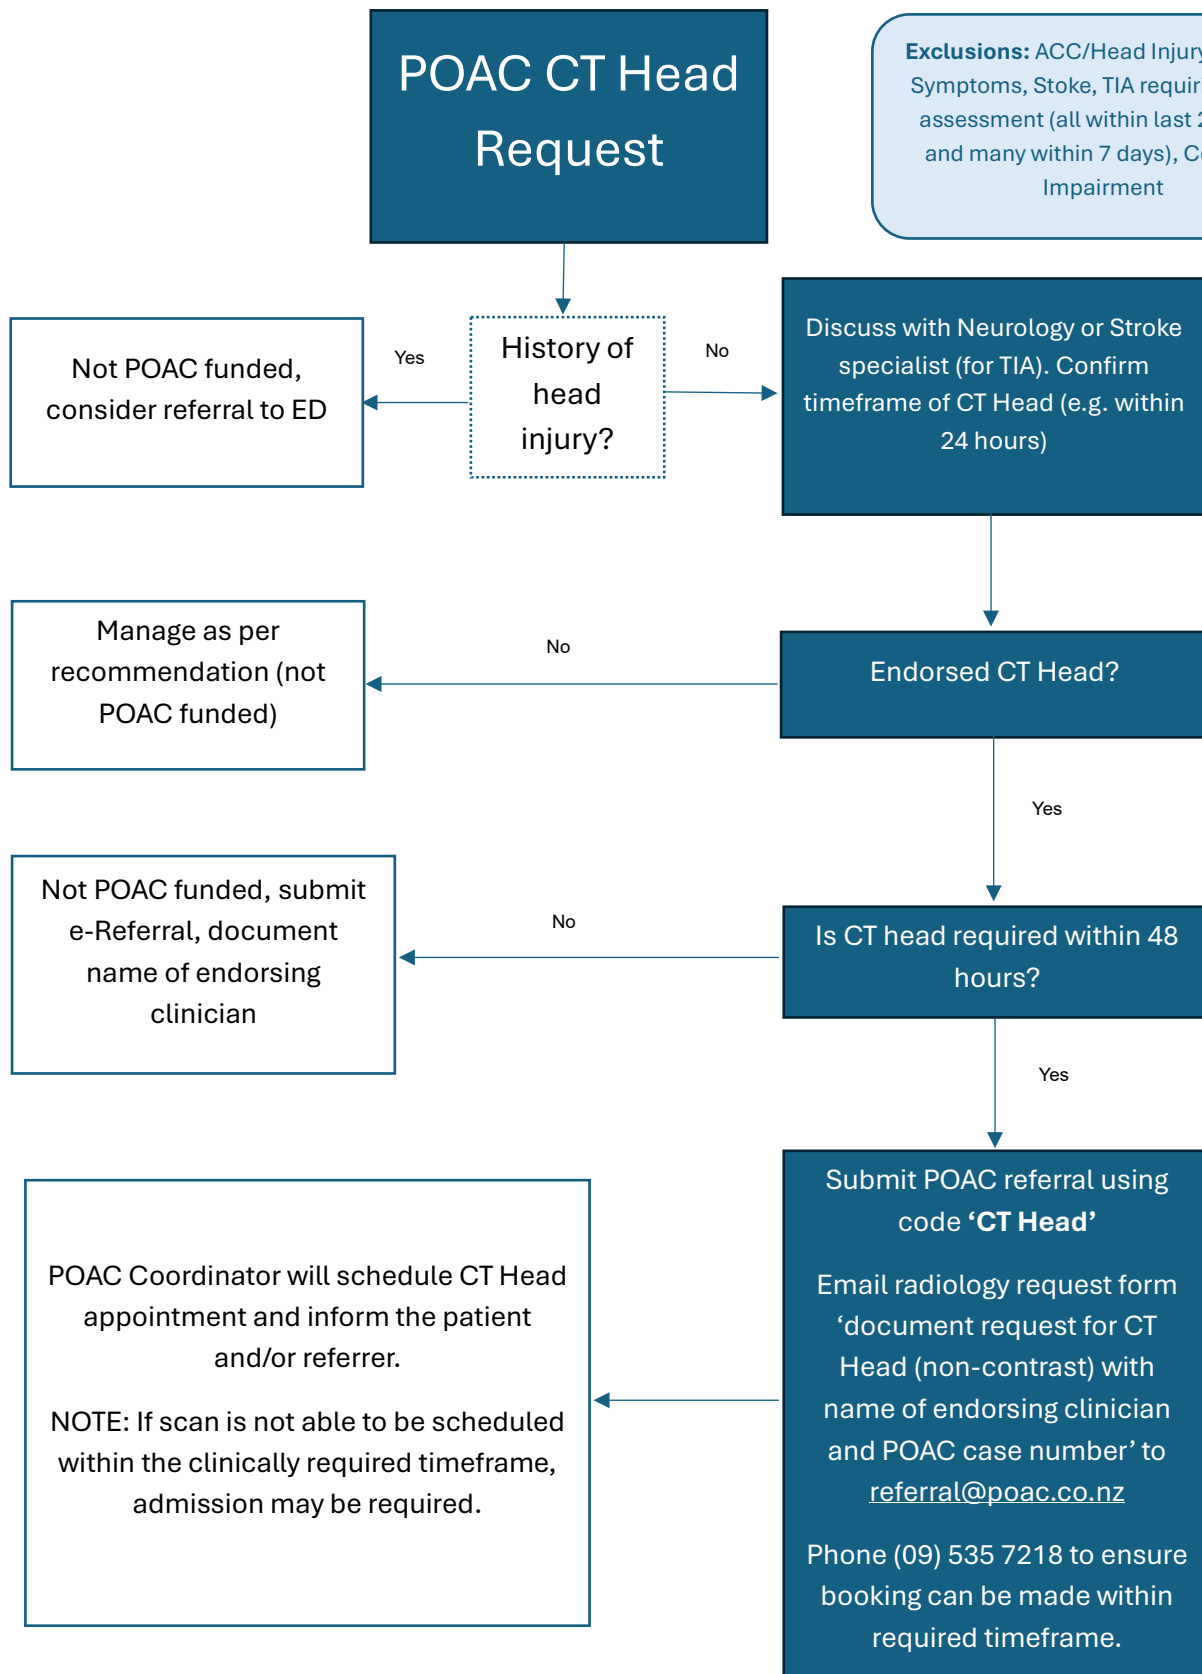 POAC CT Head
Request
Exclusions: ACC/Head Injury
Symptoms, Stoke, TIA
assessment (all within last
and many within 7 days),
Impairment
History of
head
injury?
Yes
No
Not POAC funded,
consider referral to ED
Discuss with Neurology or Stroke
specialist (for TIA). Confirm
timeframe of CT Head (e.g. within
24 hours)
Endorsed CT Head?
No
Manage as per
recommendation (not
POAC funded)
Yes
Is CT head required within 48
hours?
No
Not POAC funded, submit
e-Referral, document
name of endorsing
clinician
Yes
Submit POAC referral using
code ‘CT Head’
Email radiology request form
‘document request for CT
Head (non-contrast) with
name of endorsing clinician
and POAC case number’ to
referral@poac.co.nz
Phone (09) 535 7218 to ensure
booking can be made within
required timeframe.
POAC Coordinator will schedule CT Head
appointment and inform the patient
and/or referrer.
NOTE: If scan is not able to be scheduled
within the clinically required timeframe,
admission may be required.